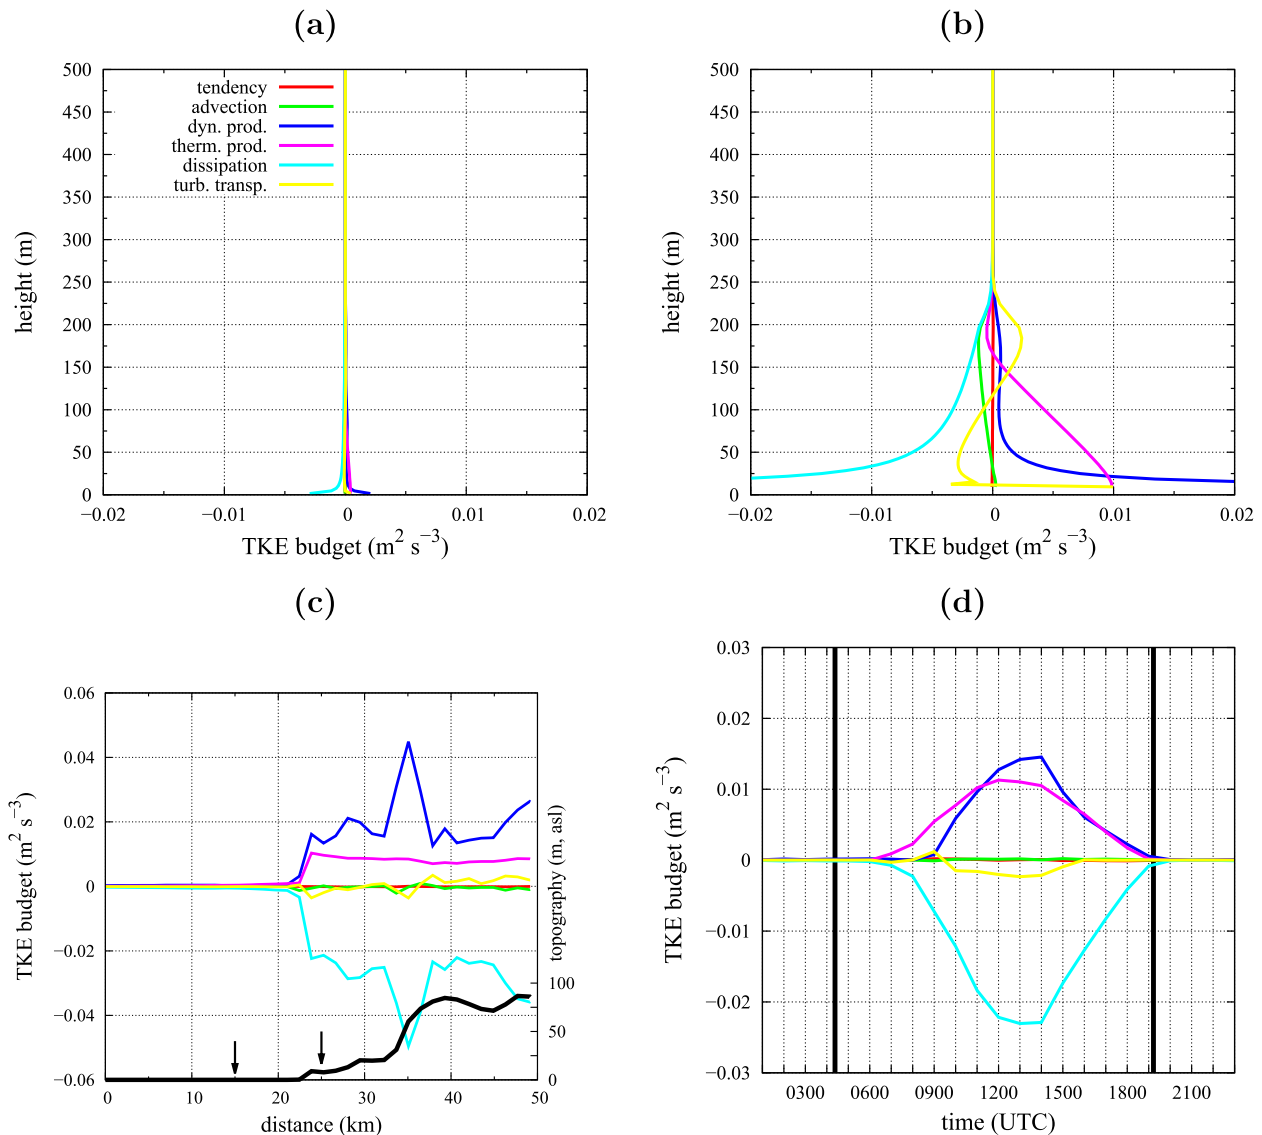 (a)
500
450
400
350
300
250
200
150
100
50
0
height (m)
tendency
advection
dyn. prod.
therm. prod.
dissipation
turb. transp.
−0.02 −0.01 0 0.01 0.02
TKE budget (m² s⁻³)
(b)
500
450
400
350
300
250
200
150
100
50
0
height (m)
−0.02 −0.01 0 0.01 0.02
TKE budget (m² s⁻³)
(c)
0.06
0.04
0.02
0
−0.02
−0.04
−0.06
TKE budget (m² s⁻³)
topography (m, asl)
100
50
0
0 10 20 30 40 50
distance (km)
(d)
0.03
0.02
0.01
0
−0.01
−0.02
−0.03
TKE budget (m² s⁻³)
0300 0600 0900 1200 1500 1800 2100
time (UTC)